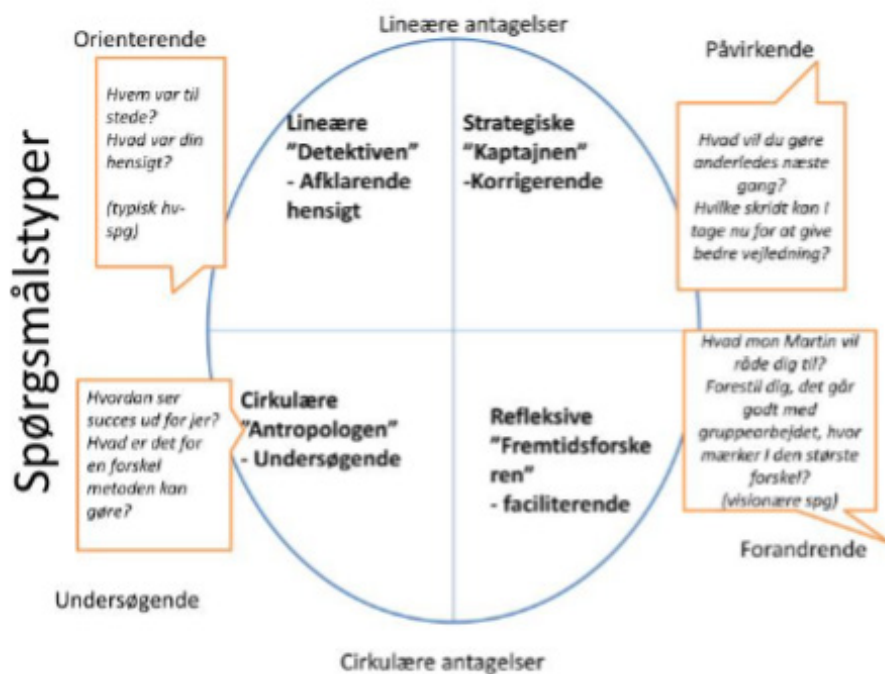 Spørgsmålstyper
Lineære antagelser
Orienterende
Hvem var til
stede?
Hvad var din
hensigt?
(typisk hv-
spg)
Lineære
”Detektiven”
- Afklarende
hensigt
Strategiske
”Kaptajnen”
-Korrigerende
Påvirkende
Hvad vil du gøre
anderledes næste
gang?
Hvilke skridt kan I
tage nu for at give
bedre vejledning?
Hvordan ser
succes ud for jer?
Hvad er det for
en forskel
metoden kan
gøre?
Undersøgende
Cirkulære
”Antropologen”
- Undersøgende
Refleksive
”Fremtidsforske
ren”
- faciliterende
Hvad mon Martin vil
råde dig til?
Forestil dig, det går
godt med
gruppearbejdet, hvor
mærker I den største
forskel?
(visionære spg)
Forandrende
Cirkulære antagelser